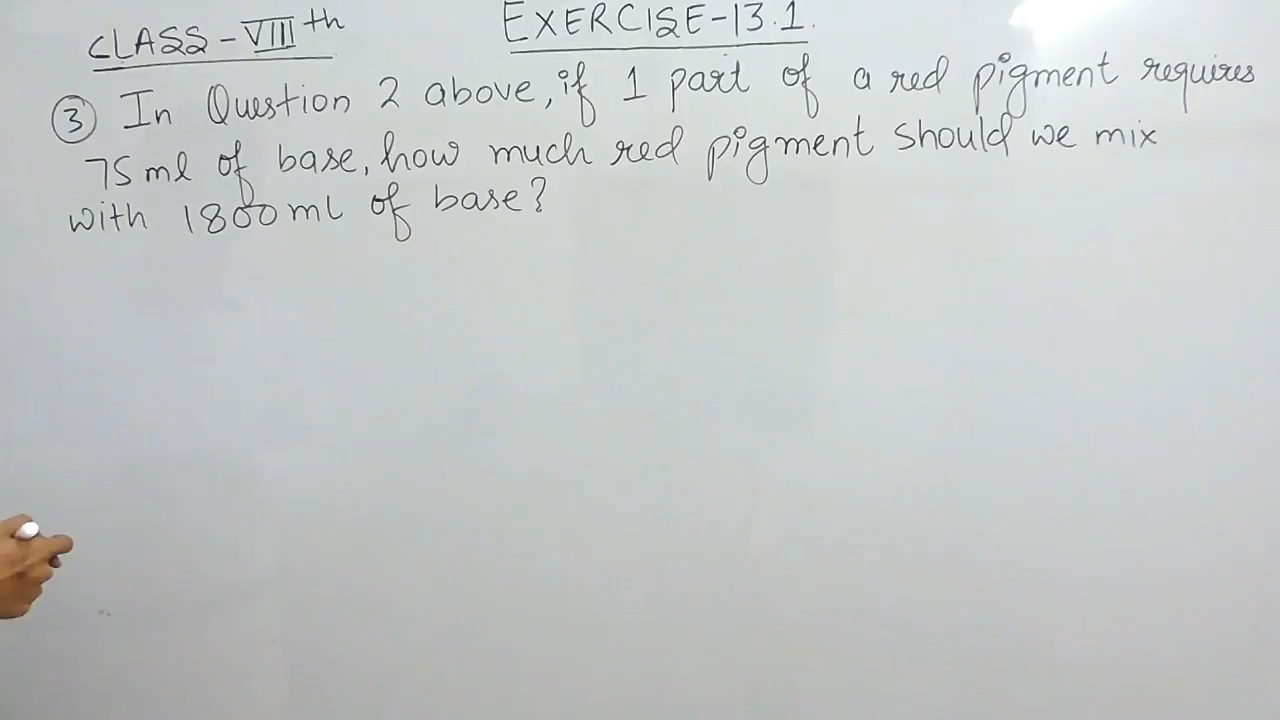 CLASS-VIII th
EXERCISE-13.1.
③ In Question 2 above, if 1 part of a red pigment requires
75 ml of base, how much red pigment should we mix
with 1800 ml of base?